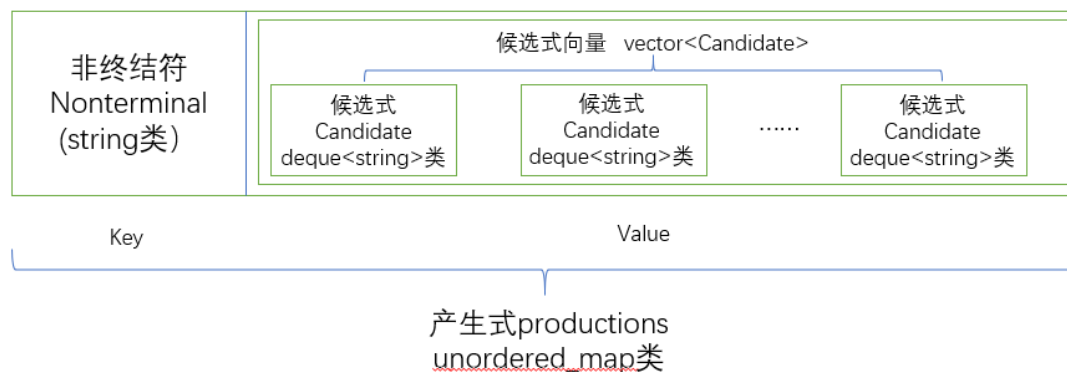 非终结符
Nonterminal
(string类）
候选式向量 vector<Candidate>
候选式
Candidate
deque<string>类
候选式
Candidate
deque<string>类
……
候选式
Candidate
deque<string>类
Key
Value
产生式productions
unordered_map类